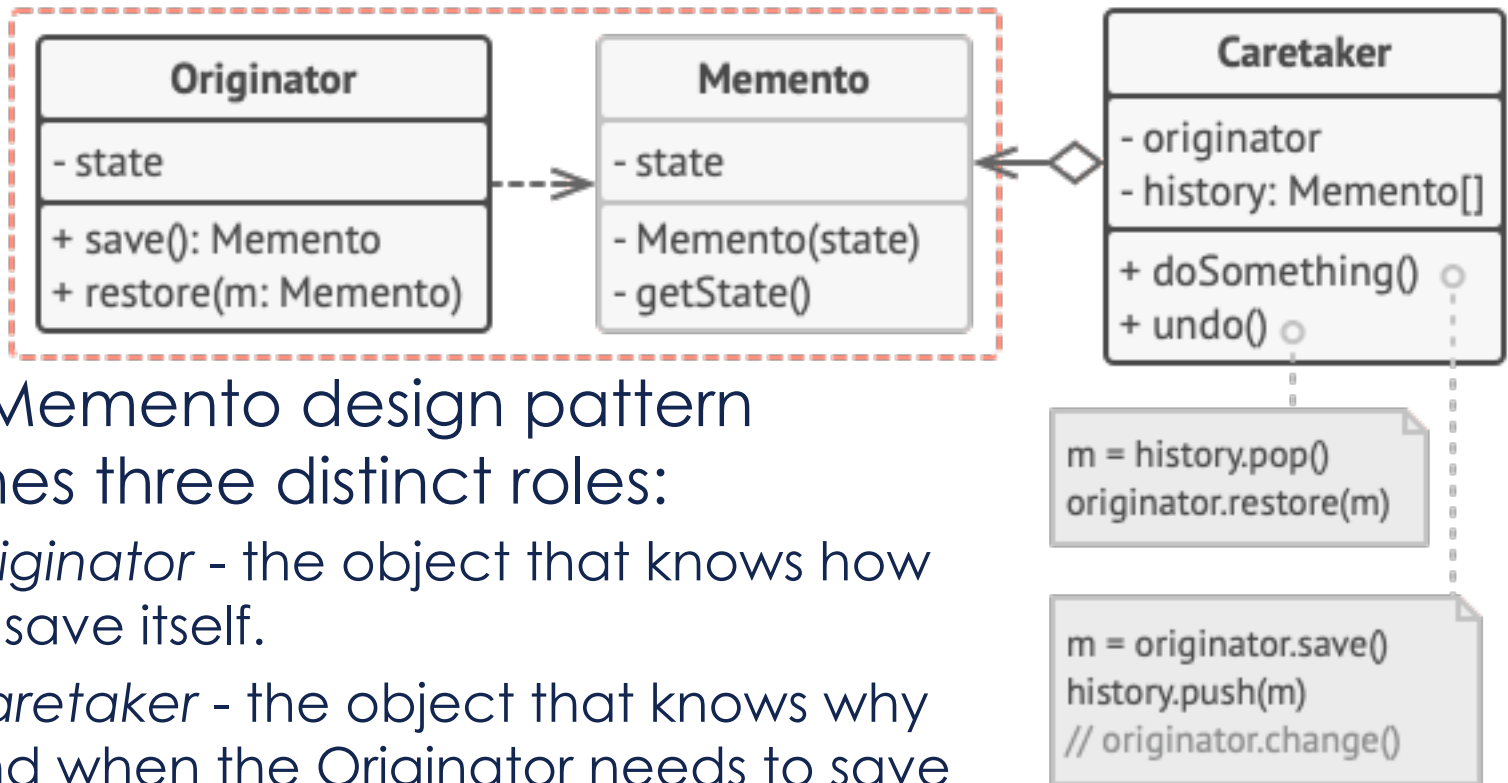 Originator
- state
+ save(): Memento
+ restore(m: Memento)
Memento
- state
- Memento(state)
- getState()
Caretaker
- originator
- history: Memento[]
+ doSomething()
+ undo()
m = history.pop()
originator.restore(m)
m = originator.save()
history.push(m)
// originator.change()
Memento design pattern
three distinct roles:
- the object that knows how
save itself.
- the object that knows why
when the Originator needs to save